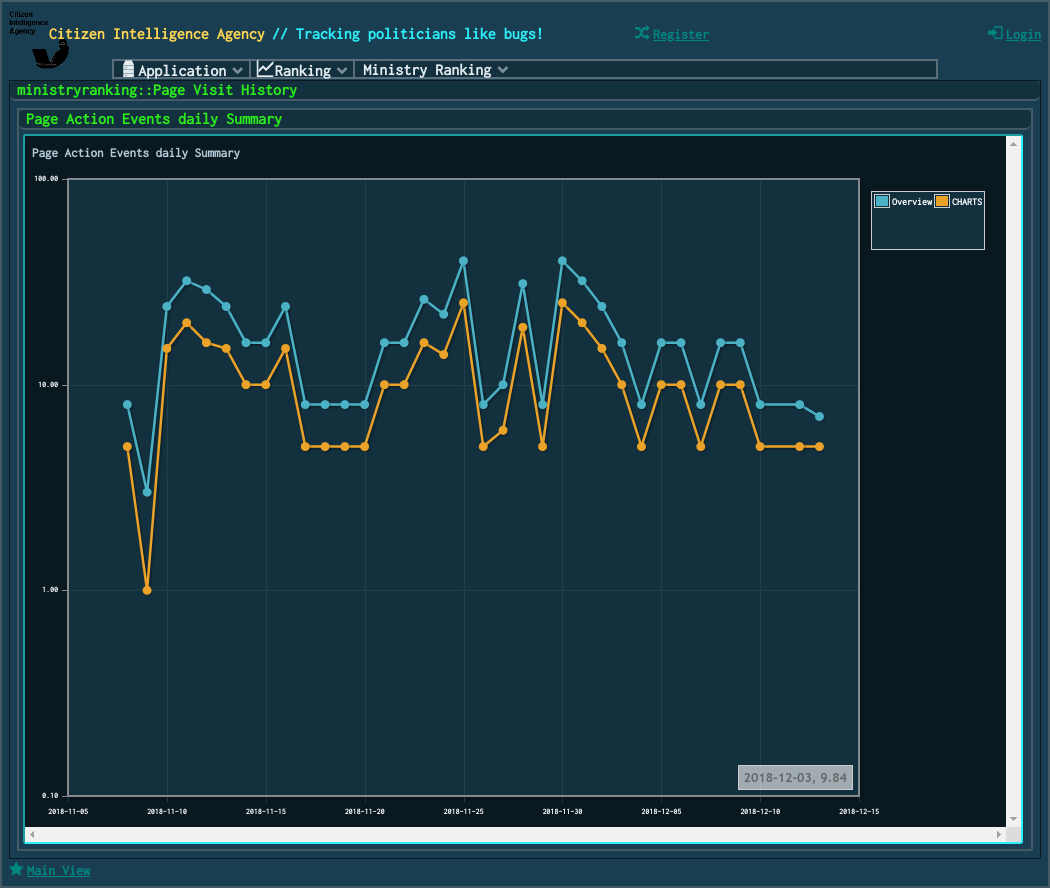 Citizen
Intelligence
Agency
Citizen Intelligence Agency // Tracking politicians like bugs!
Register
Login
Application
Ranking
Ministry Ranking
ministryranking::Page Visit History
Page Action Events daily Summary
Page Action Events daily Summary
100.00
Overview CHARTS
10.00
1.00
2018-12-03, 9.84
0.10
2018-11-05 2018-11-10 2018-11-15 2018-11-20 2018-11-25 2018-11-30 2018-12-05 2018-12-10 2018-12-15
Main View